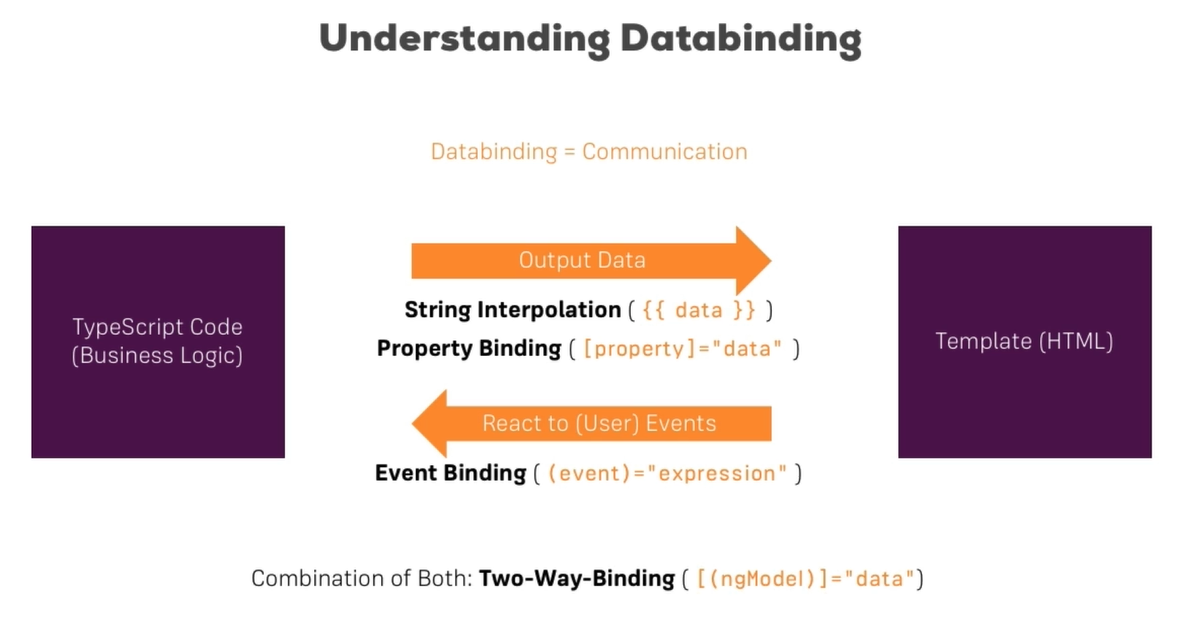 Understanding Databinding
Databinding = Communication
TypeScript Code
(Business Logic)
Output Data
String Interpolation ( {{ data }} )
Property Binding ( [property]="data" )
React to (User) Events
Event Binding ( (event)="expression" )
Template (HTML)
Combination of Both: Two-Way-Binding ( [(ngModel)]="data")